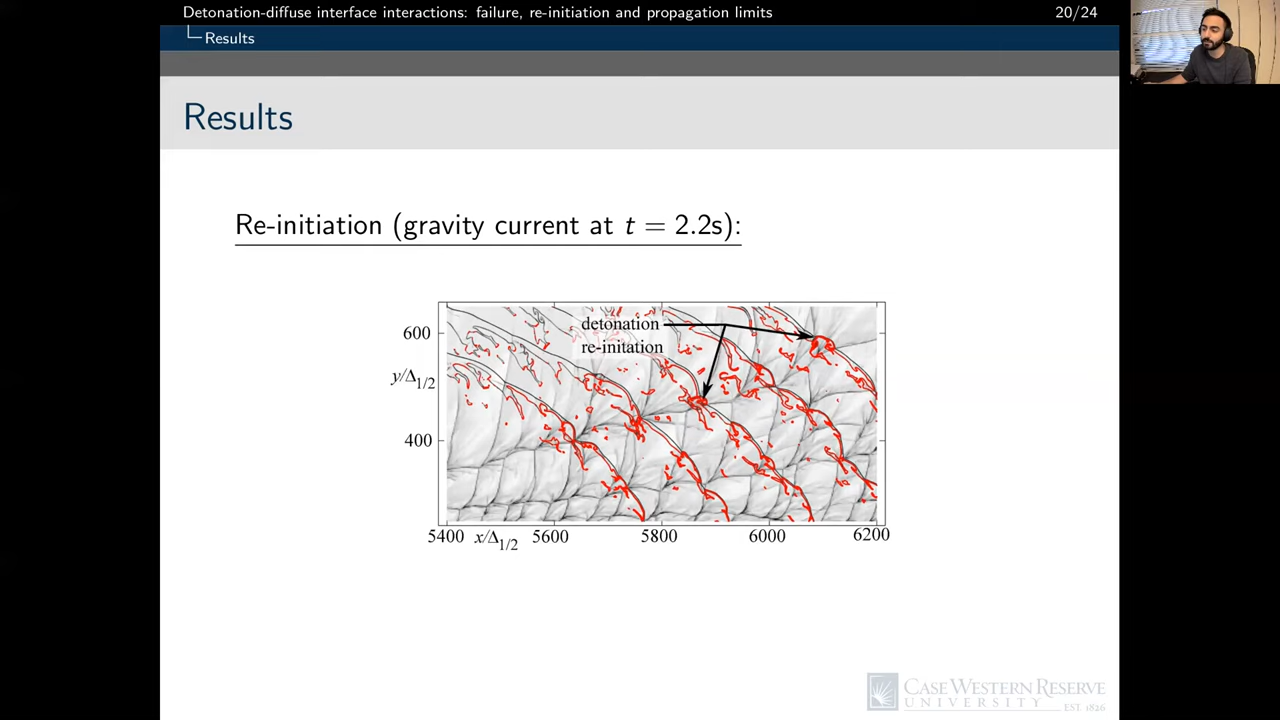 Detonation-diffuse interface interactions: failure, re-initiation and propagation limits 20/24
Results
Results
Re-initiation (gravity current at t = 2.2s):
detonation
re-initation
600
y/Δ1/2
400
5400 x/Δ1/2 5600 5800 6000 6200
CASE WESTERN RESERVE
UNIVERSITY EST. 1826